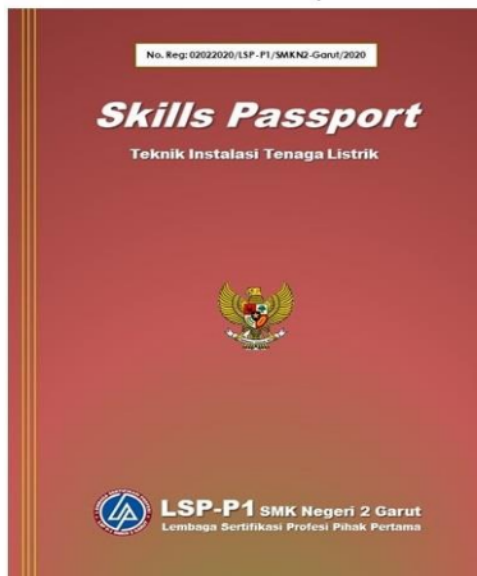 No. Reg: 02022020/LSP-P1/SMKN2-Garut/2020
Skills Passport
Teknik Instalasi Tenaga Listrik
LSP-P1 SMK Negeri 2 Garut
Lembaga Sertifikasi Profesi Pihak Pertama